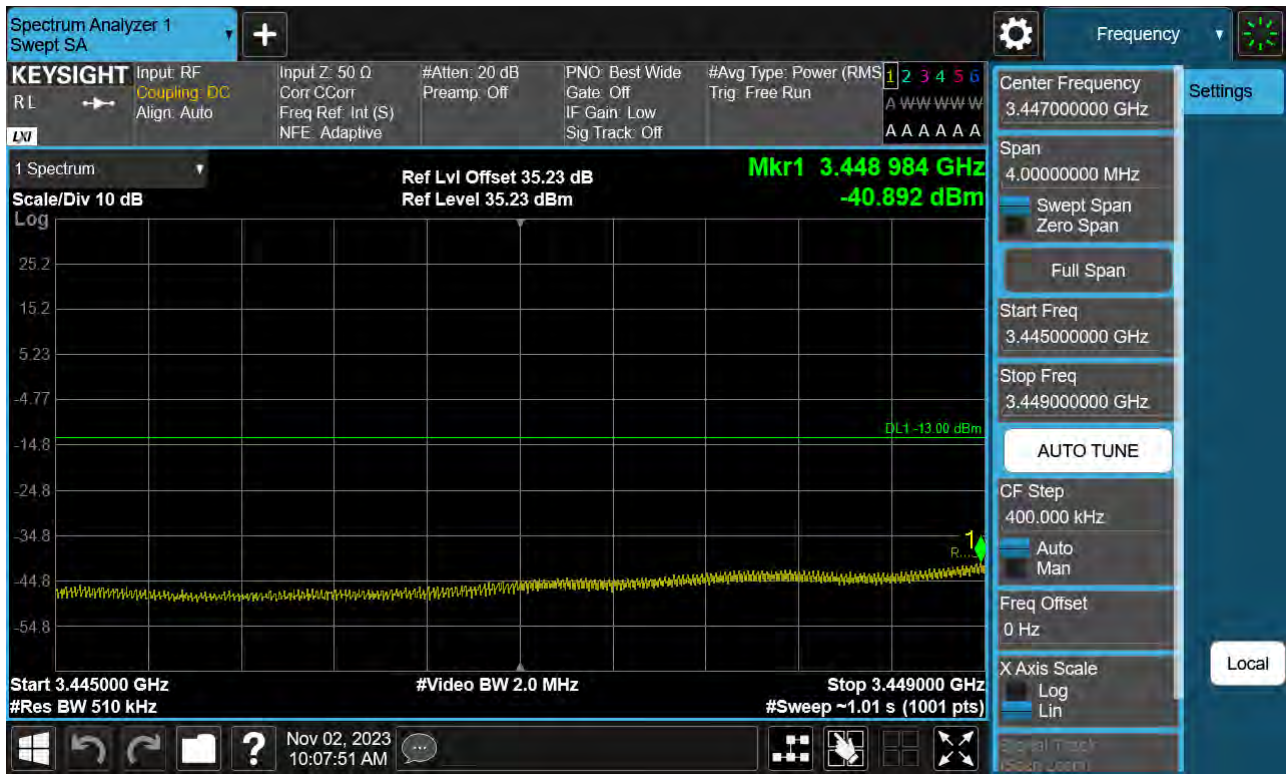 Spectrum Analyzer 1
Swept SA
Frequency
KEYSIGHT
RL
LXI
Input: RF
Coupling: DC
Align: Auto
Input Z: 50 Ω
Corr CCorr
Freq Ref: Int (S)
NFE: Adaptive
#Atten: 20 dB
Preamp: Off
PNO: Best Wide
Gate: Off
IF Gain: Low
Sig Track: Off
#Avg Type: Power (RMS
Trig: Free Run
1 2 3 4 5 6
A W W W W W
A A A A A A
1 Spectrum
Scale/Div 10 dB
Log
Ref Lvl Offset 35.23 dB
Ref Level 35.23 dBm
Mkr1 3.448 984 GHz
-40.892 dBm
25.2
15.2
5.23
-4.77
DL1 -13.00 dBm
-14.8
-24.8
-34.8
1
-44.8
-54.8
Start 3.445000 GHz
#Res BW 510 kHz
#Video BW 2.0 MHz
Stop 3.449000 GHz
#Sweep ~1.01 s (1001 pts)
Center Frequency
3.447000000 GHz
Span
4.00000000 MHz
Swept Span
Zero Span
Full Span
Start Freq
3.445000000 GHz
Stop Freq
3.449000000 GHz
AUTO TUNE
CF Step
400.000 kHz
Auto
Man
Freq Offset
0 Hz
X Axis Scale
Log
Lin
Signal Track
(Span Zoom)
Settings
Local
Nov 02, 2023
10:07:51 AM